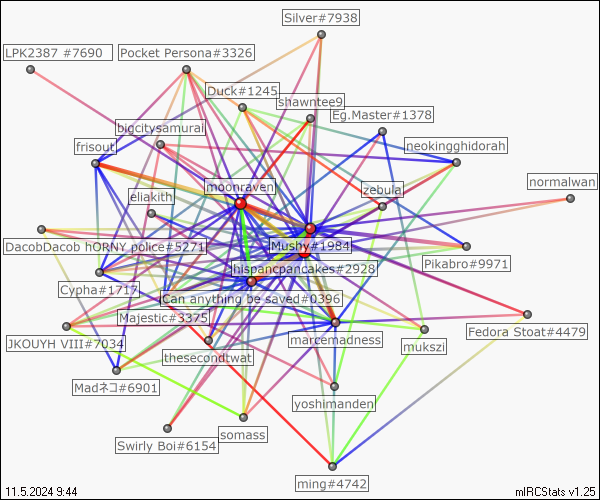 Silver#7938
LPK2387 #7690
Pocket Persona#3326
Duck#1245
shawntee9
Eg.Master#1378
bigcitysamurai
frisout
neokingghidorah
moonraven
zebula
normalwan
eliakith
DacobDacob hORNY police#5271
Mushy#1984
Pikabro#9971
hispancpancakes#2928
Cypha#1717
Can anything be saved#0396
Majestic#3375
JKOUYH VIII#7034
marcemadness
mukszi
Fedora Stoat#4479
thesecondtwat
Madネコ#6901
yoshimanden
somass
Swirly Boi#6154
ming#4742
11.5.2024 9:44
mIRCStats v1.25